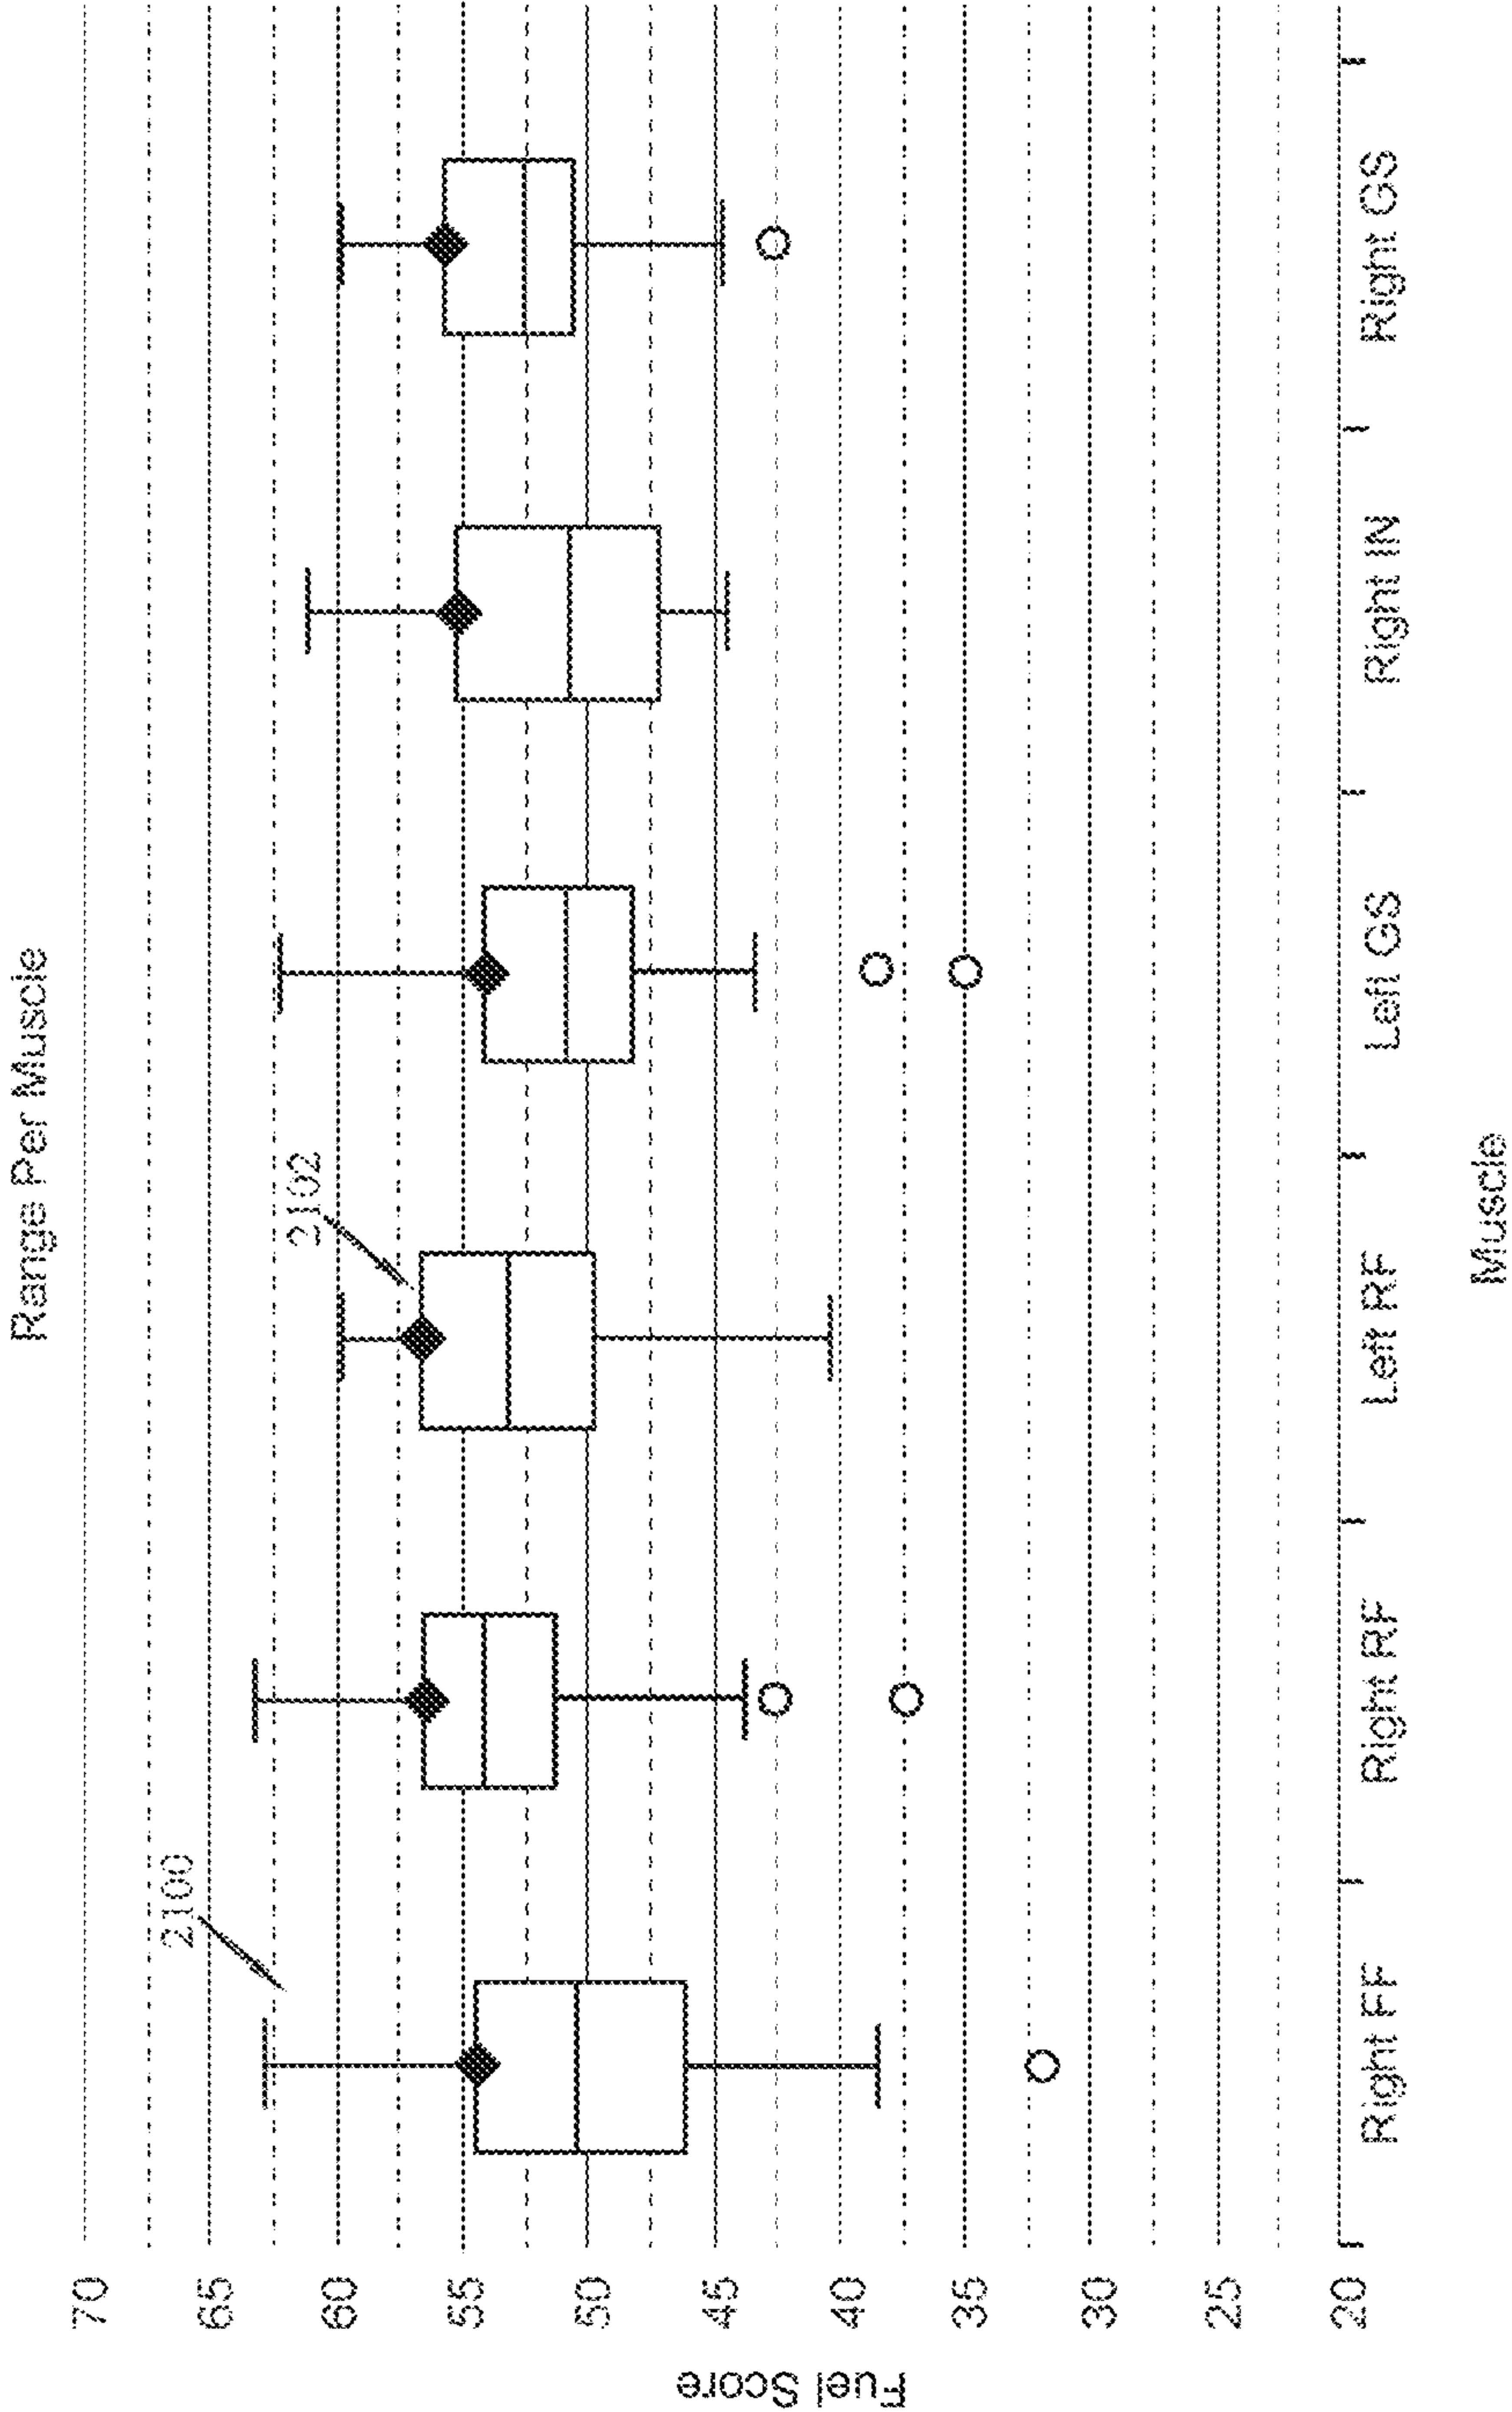 Range Per Muscle
2100
2102
70
65
60
55
50
45
40
35
30
25
20
Fuel Score
Right FF
Right RF
Left RF
Left GS
Right IN
Right GS
Muscle